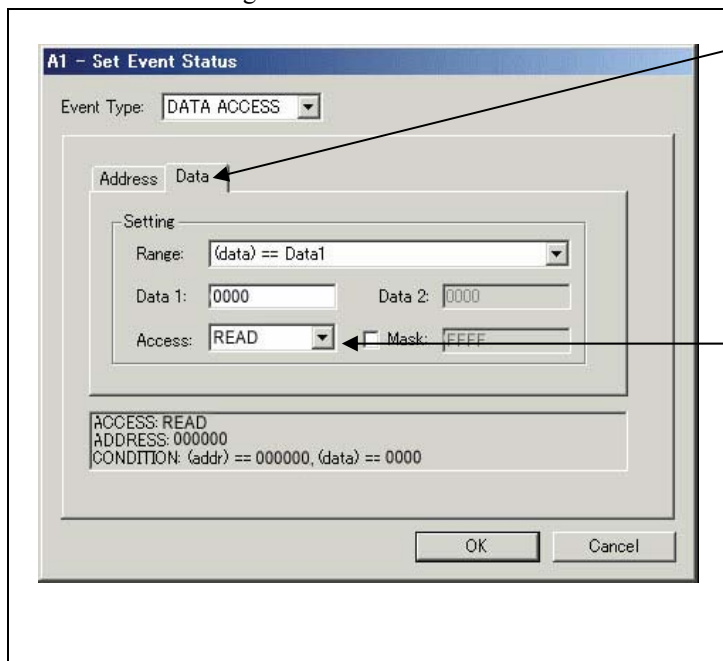 A1 - Set Event Status
Event Type: DATA ACCESS
Address Data
Setting
Range: (data) == Data1
Data 1: 0000 Data 2: 0000
Access: READ Mask: FFFF
ACCESS: READ
ADDRESS: 000000
CONDITION: (addr) == 000000, (data) == 0000
OK Cancel